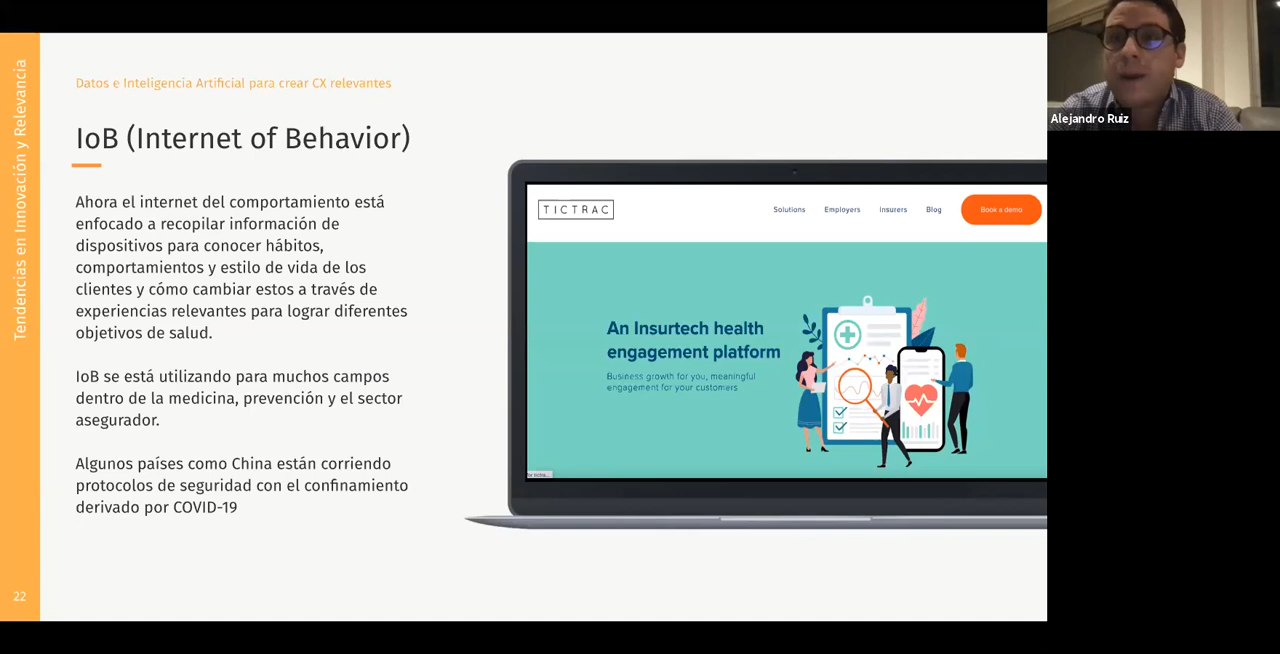 Tendencias en Innovación y Relevancia
Datos e Inteligencia Artificial para crear CX relevantes
IoB (Internet of Behavior)
Ahora el internet del comportamiento está
enfocado a recopilar información de
dispositivos para conocer hábitos,
comportamientos y estilo de vida de los
clientes y cómo cambiar estos a través de
experiencias relevantes para lograr diferentes
objetivos de salud.
IoB se está utilizando para muchos campos
dentro de la medicina, prevención y el sector
asegurador.
Algunos países como China están corriendo
protocolos de seguridad con el confinamiento
derivado por COVID-19
22
TICTRAC
Solutions Employers Insurers Blog Book a demo
An Insurtech health
engagement platform
Business growth for you, meaningful
engagement for your customers
Alejandro Ruiz